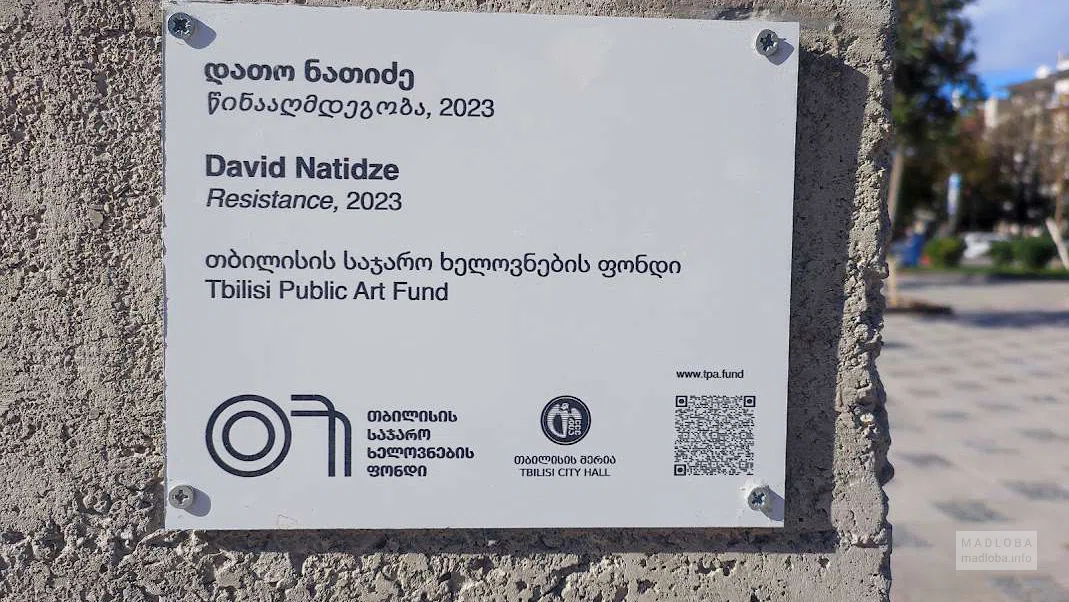 დათო ნათიძე
წინააღმდეგობა, 2023
David Natidze
Resistance, 2023
თბილისის საჯარო ხელოვნების ფონდი
Tbilisi Public Art Fund
www.tpa.fund
თბილისის
საჯარო
ხელოვნების
ფონდი
თბილისის მერია
TBILISI CITY HALL
MADLOBA
madloba.info